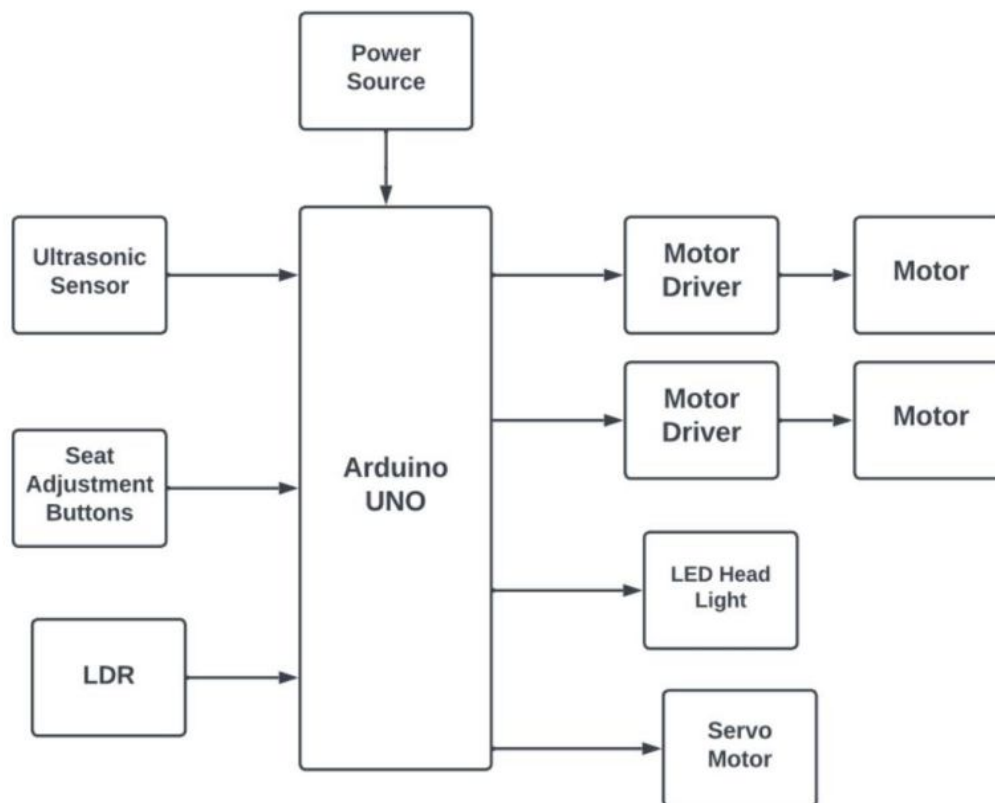 Power
Source
Ultrasonic
Sensor
Motor
Driver
Motor
Motor
Driver
Motor
Seat
Adjustment
Buttons
Arduino
UNO
LED Head
Light
LDR
Servo
Motor